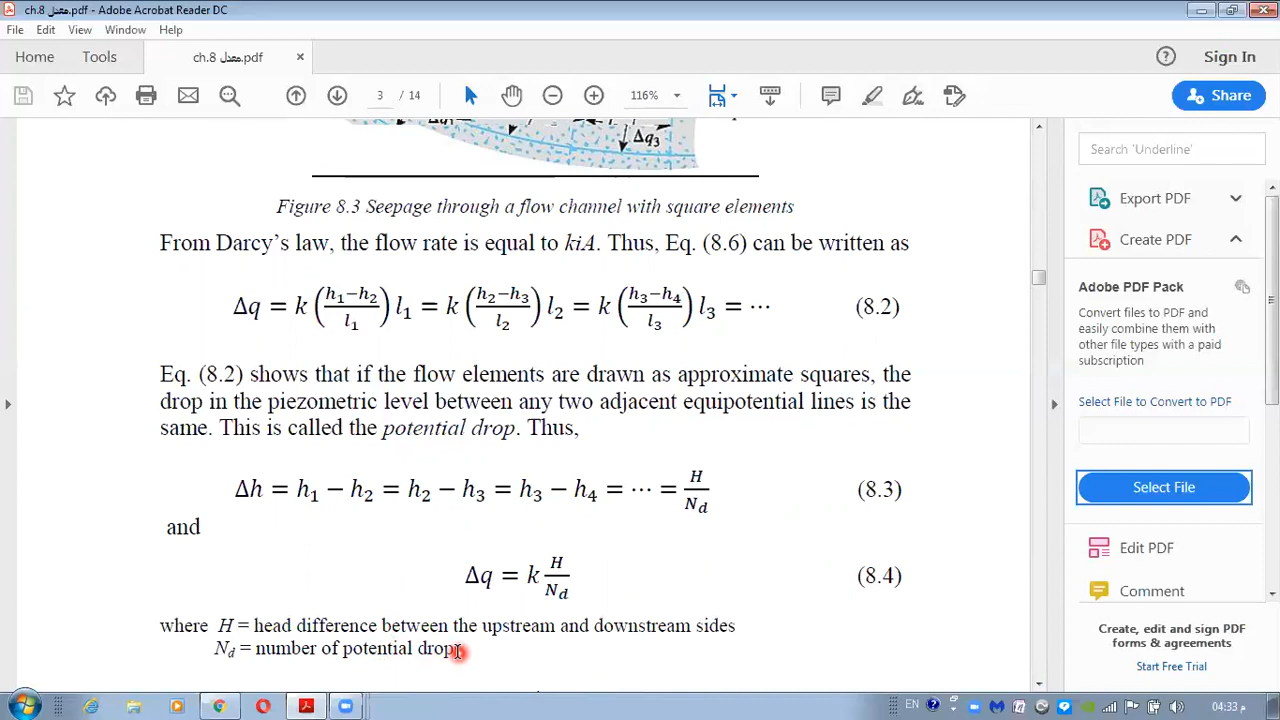 ch.8 معدل.pdf - Adobe Acrobat Reader DC
File Edit View Window Help
Home Tools ch.8 معدل.pdf × Sign In
3 / 14 116% Share
Δq₃
Figure 8.3 Seepage through a flow channel with square elements
From Darcy's law, the flow rate is equal to kiA. Thus, Eq. (8.6) can be written as
Δq = k ((h₁−h₂)/l₁) l₁ = k ((h₂−h₃)/l₂) l₂ = k ((h₃−h₄)/l₃) l₃ = ⋯ (8.2)
Eq. (8.2) shows that if the flow elements are drawn as approximate squares, the
drop in the piezometric level between any two adjacent equipotential lines is the
same. This is called the potential drop. Thus,
Δh = h₁ − h₂ = h₂ − h₃ = h₃ − h₄ = ⋯ = H/N_d (8.3)
and
Δq = k H/N_d (8.4)
where H = head difference between the upstream and downstream sides
N_d = number of potential drop
Search 'Underline'
Export PDF
Create PDF
Adobe PDF Pack
Convert files to PDF and
easily combine them with
other file types with a paid
subscription
Select File to Convert to PDF
Select File
Edit PDF
Comment
Create, edit and sign PDF
forms & agreements
Start Free Trial
EN 04:33 م